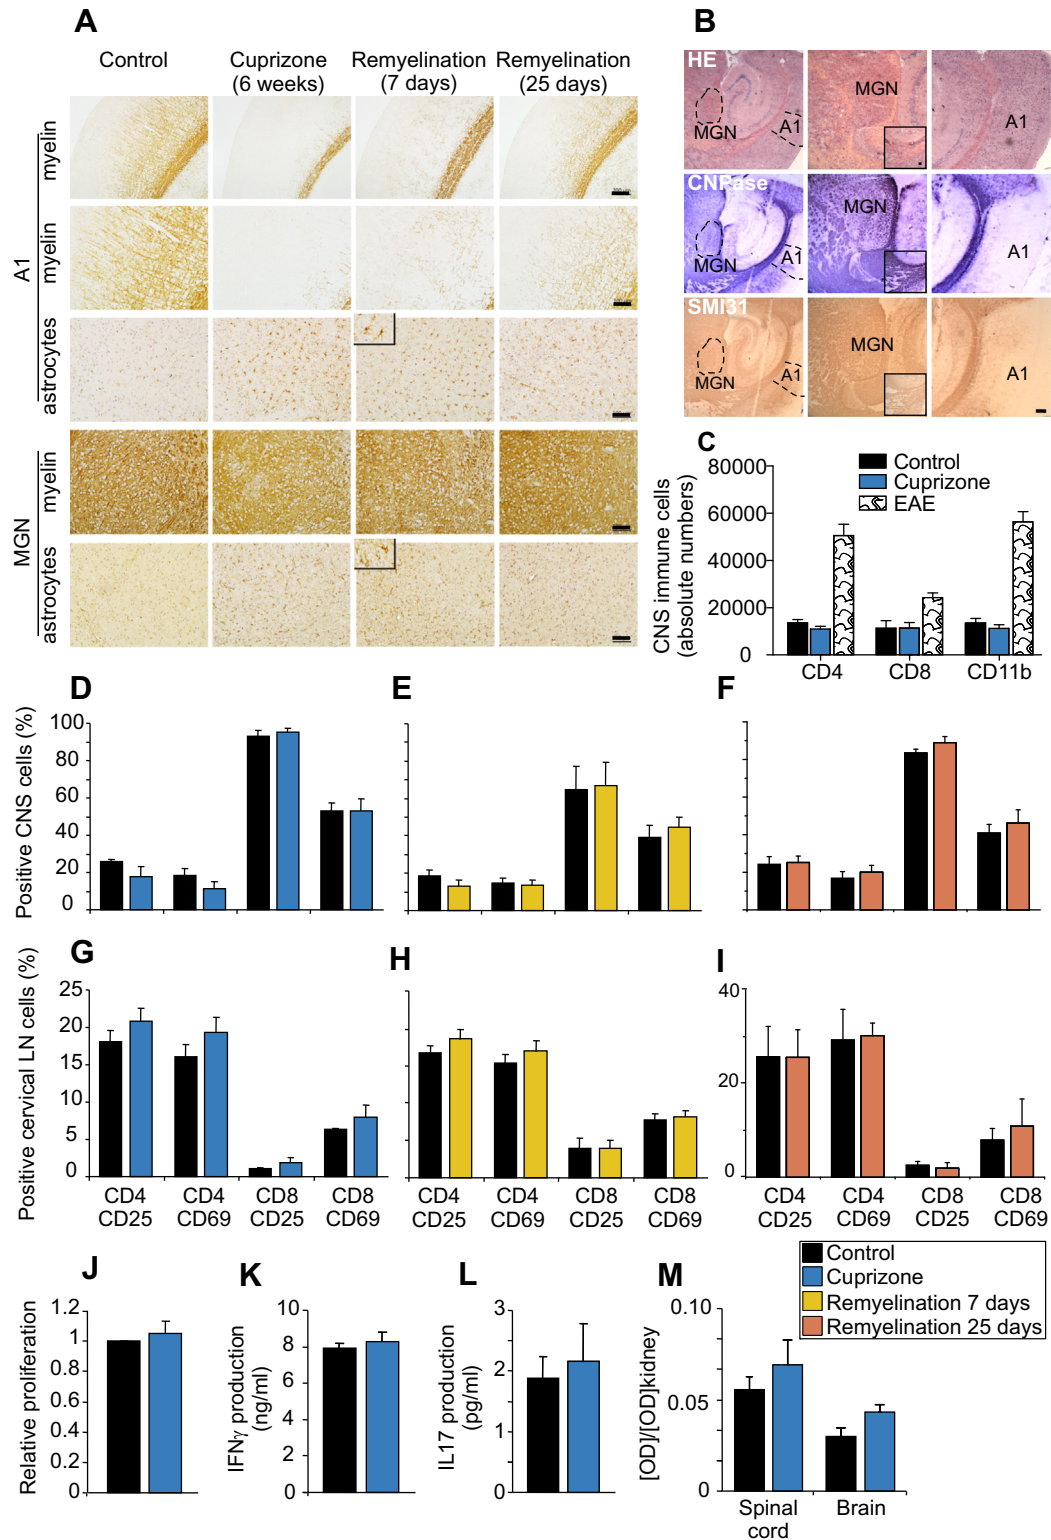 A
Control
Cuprizone
(6 weeks)
Remyelination
(7 days)
Remyelination
(25 days)
A1
myelin
myelin
astrocytes
MGN
myelin
astrocytes
B
HE
MGN
A1
MGN
A1
CNPase
MGN
A1
MGN
A1
SMI31
MGN
A1
MGN
A1
C
CNS immune cells
(absolute numbers)
80000
60000
40000
20000
0
Control
Cuprizone
EAE
CD4
CD8
CD11b
D
Positive CNS cells (%)
100
80
60
40
20
0
E
F
G
Positive cervical LN cells (%)
25
20
15
10
5
0
CD4
CD25
CD4
CD69
CD8
CD25
CD8
CD69
H
CD4
CD25
CD4
CD69
CD8
CD25
CD8
CD69
I
40
20
0
CD4
CD25
CD4
CD69
CD8
CD25
CD8
CD69
Control
Cuprizone
Remyelination 7 days
Remyelination 25 days
J
Relative proliferation
1.2
1
0.8
0.6
0.4
0.2
0
K
IFNγ production
(ng/ml)
10
8
6
4
2
0
L
IL17 production
(pg/ml)
3
2
1
0
M
[OD]/[OD]kidney
0.10
0.05
0
Spinal
cord
Brain